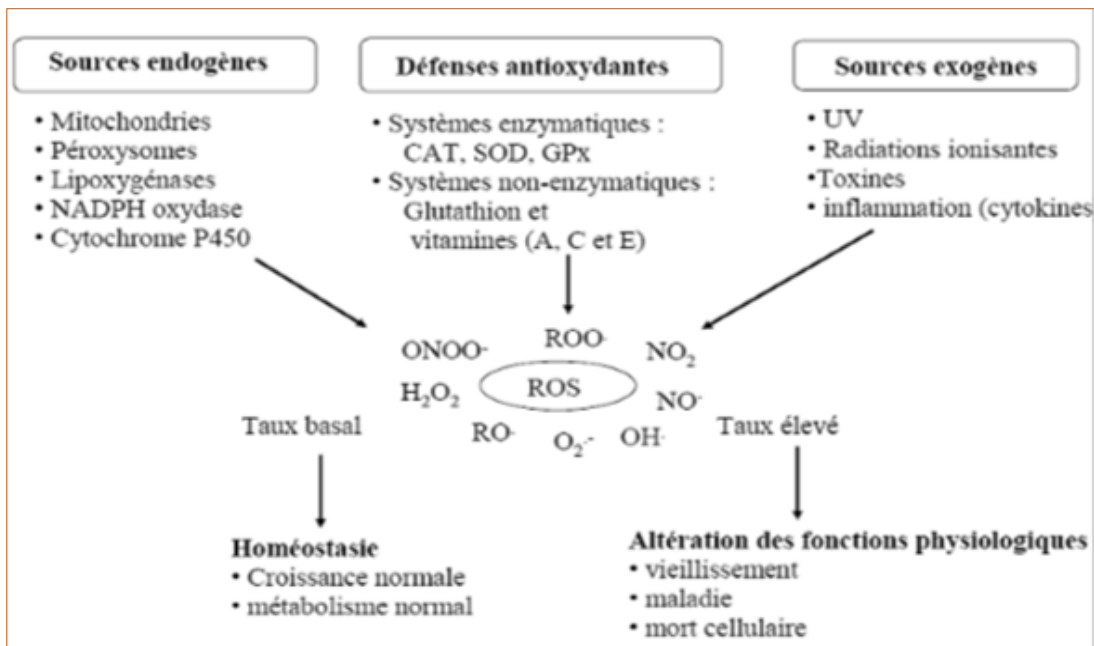 Sources endogènes
• Mitochondries
• Péroxysomes
• Lipoxygénases
• NADPH oxydase
• Cytochrome P450
Défenses antioxydantes
• Systèmes enzymatiques :
CAT, SOD, GPx
• Systèmes non-enzymatiques :
Glutathion et
vitamines (A, C et E)
Sources exogènes
• UV
• Radiations ionisantes
•Toxines
• inflammation (cytokines
ONOO-
ROO·
NO₂
H₂O₂
ROS
NO·
RO·
O₂·-
OH·
Taux basal
Taux élevé
Homéostasie
• Croissance normale
• métabolisme normal
Altération des fonctions physiologiques
• vieillissement
• maladie
• mort cellulaire